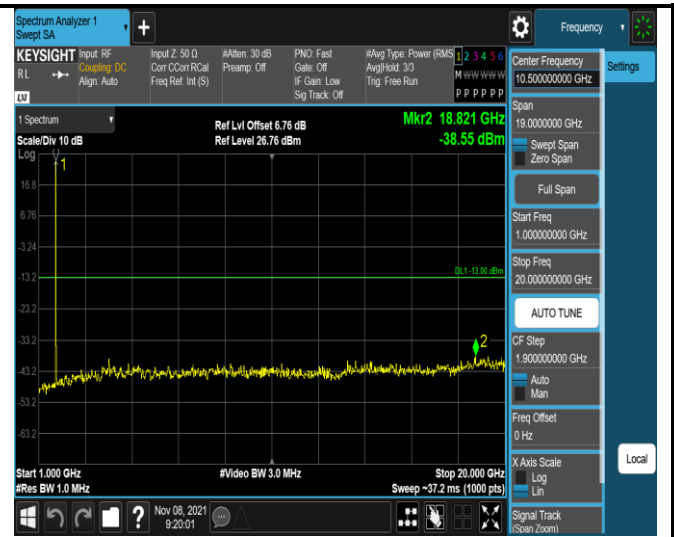 Spectrum Analyzer 1
Swept SA
+
Frequency
KEYSIGHT
RL
LXI
Input: RF
Coupling: DC
Align: Auto
Input Z: 50 Ω
Corr CCorr RCal
Freq Ref: Int (S)
#Atten: 30 dB
Preamp: Off
PNO: Fast
Gate: Off
IF Gain: Low
Sig Track: Off
#Avg Type: Power (RMS
Avg|Hold: 3/3
Trig: Free Run
1 2 3 4 5 6
M W W W W W
P P P P P P
1 Spectrum
Scale/Div 10 dB
Log
Ref Lvl Offset 6.76 dB
Ref Level 26.76 dBm
Mkr2 18.821 GHz
-38.55 dBm
1
16.8
6.76
-3.24
DL1 -13.00 dBm
-13.2
-23.2
-33.2
2
-43.2
-53.2
-63.2
Start 1.000 GHz
#Res BW 1.0 MHz
#Video BW 3.0 MHz
Stop 20.000 GHz
Sweep ~37.2 ms (1000 pts)
Nov 08, 2021
9:20:01
?
Center Frequency
10.500000000 GHz
Settings
Span
19.0000000 GHz
Swept Span
Zero Span
Full Span
Start Freq
1.000000000 GHz
Stop Freq
20.000000000 GHz
AUTO TUNE
CF Step
1.900000000 GHz
Auto
Man
Freq Offset
0 Hz
X Axis Scale
Log
Lin
Local
Signal Track
(Span Zoom)